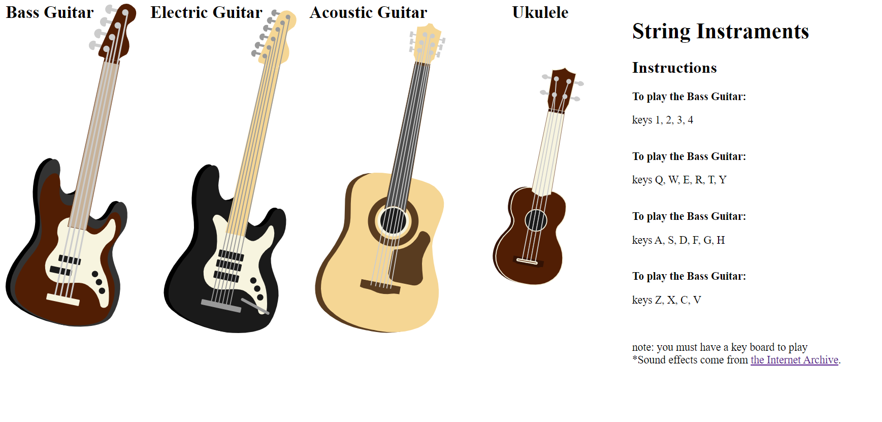 Bass Guitar
Electric Guitar
Acoustic Guitar
Ukulele
String Instraments
Instructions
To play the Bass Guitar:
keys 1, 2, 3, 4
To play the Bass Guitar:
keys Q, W, E, R, T, Y
To play the Bass Guitar:
keys A, S, D, F, G, H
To play the Bass Guitar:
keys Z, X, C, V
note: you must have a key board to play
*Sound effects come from the Internet Archive.